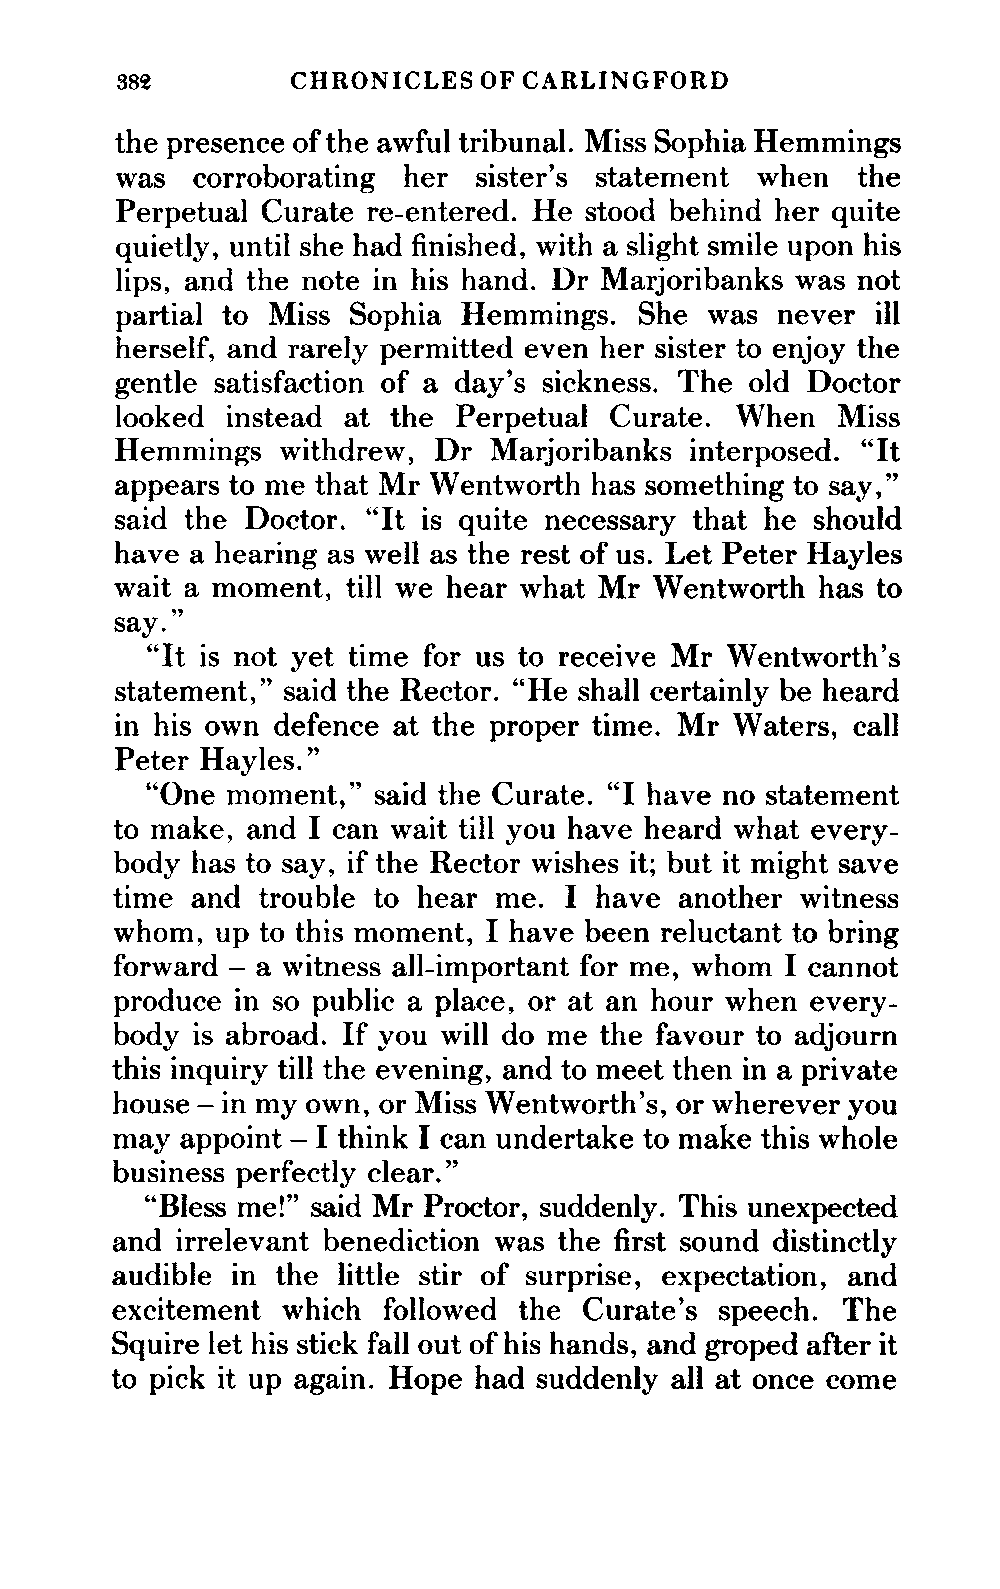 382 CHRONICLES OF CARLINGFORD
the presence of the awful tribunal. Miss Sophia Hemmings
was corroborating her sister's statement when the
Perpetual Curate re-entered. He stood behind her quite
quietly, until she had finished, with a slight smile upon his
lips, and the note in his hand. Dr Marjoribanks was not
partial to Miss Sophia Hemmings. She was never ill
herself, and rarely permitted even her sister to enjoy the
gentle satisfaction of a day's sickness. The old Doctor
looked instead at the Perpetual Curate. When Miss
Hemmings withdrew, Dr Marjoribanks interposed. “It
appears to me that Mr Wentworth has something to say,”
said the Doctor. “It is quite necessary that he should
have a hearing as well as the rest of us. Let Peter Hayles
wait a moment, till we hear what Mr Wentworth has to
say.”
“It is not yet time for us to receive Mr Wentworth's
statement,” said the Rector. “He shall certainly be heard
in his own defence at the proper time. Mr Waters, call
Peter Hayles.”
“One moment,” said the Curate. “I have no statement
to make, and I can wait till you have heard what every-
body has to say, if the Rector wishes it; but it might save
time and trouble to hear me. I have another witness
whom, up to this moment, I have been reluctant to bring
forward – a witness all-important for me, whom I cannot
produce in so public a place, or at an hour when every-
body is abroad. If you will do me the favour to adjourn
this inquiry till the evening, and to meet then in a private
house – in my own, or Miss Wentworth's, or wherever you
may appoint – I think I can undertake to make this whole
business perfectly clear.”
“Bless me!” said Mr Proctor, suddenly. This unexpected
and irrelevant benediction was the first sound distinctly
audible in the little stir of surprise, expectation, and
excitement which followed the Curate's speech. The
Squire let his stick fall out of his hands, and groped after it
to pick it up again. Hope had suddenly all at once come